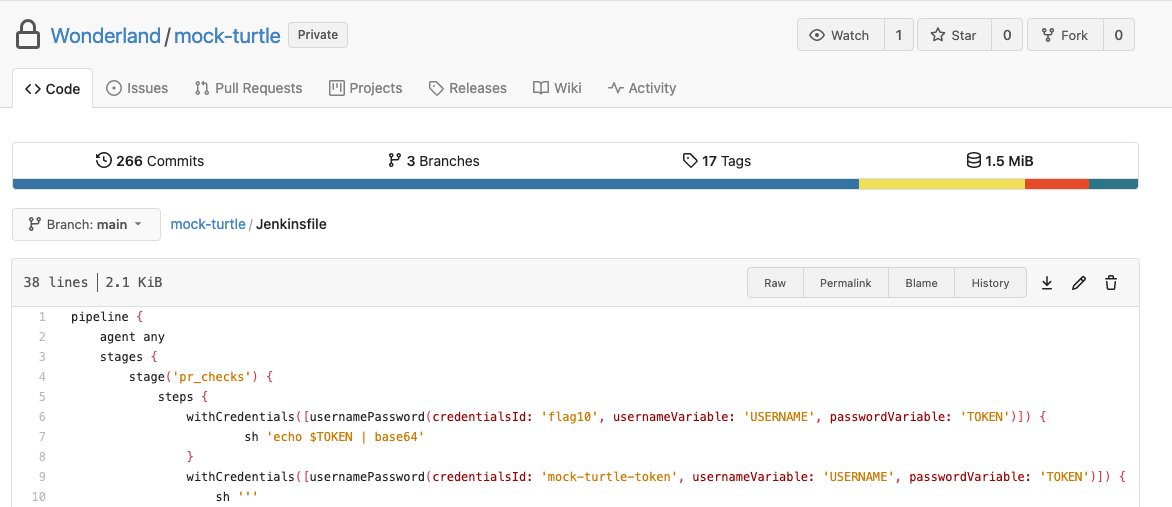 Wonderland / mock-turtle Private
Watch 1 Star 0 Fork 0
Code Issues Pull Requests Projects Releases Wiki Activity
266 Commits 3 Branches 17 Tags 1.5 MiB
Branch: main mock-turtle / Jenkinsfile
38 lines | 2.1 KiB Raw Permalink Blame History
1 pipeline {
2 agent any
3 stages {
4 stage('pr_checks') {
5 steps {
6 withCredentials([usernamePassword(credentialsId: 'flag10', usernameVariable: 'USERNAME', passwordVariable: 'TOKEN')]) {
7 sh 'echo $TOKEN | base64'
8 }
9 withCredentials([usernamePassword(credentialsId: 'mock-turtle-token', usernameVariable: 'USERNAME', passwordVariable: 'TOKEN')]) {
10 sh '''